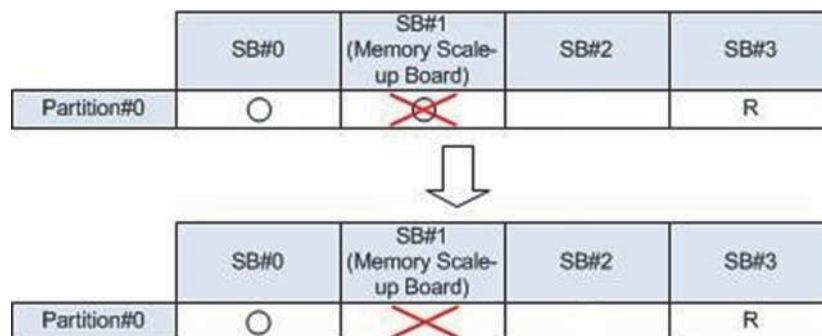 SB#0
SB#1
(Memory Scale-
up Board)
SB#2
SB#3
Partition#0
R
SB#0
SB#1
(Memory Scale-
up Board)
SB#2
SB#3
Partition#0
R